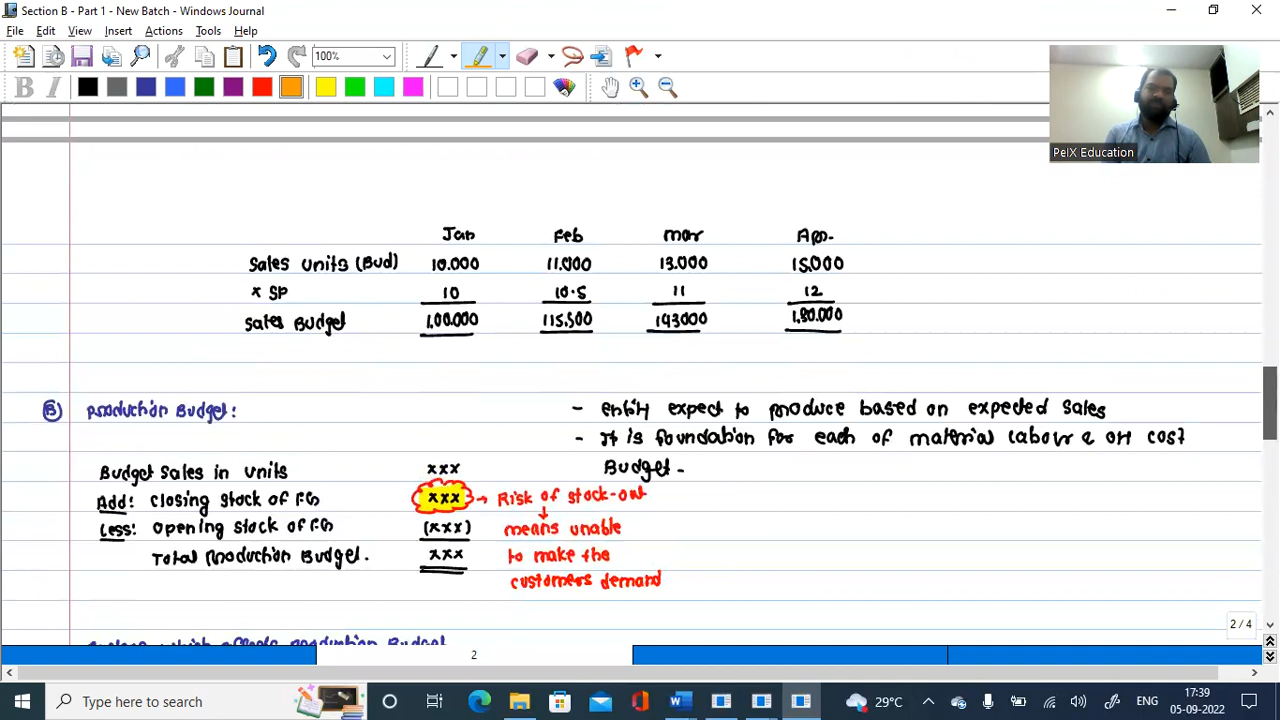 Section B - Part 1 - New Batch - Windows Journal
File Edit View Insert Actions Tools Help
100%
B I
PelX Education
Jan Feb Mar Apr.
Sales units (Bud) 10.000 11.000 13.000 15.000
x SP 10 10.5 11 12
Sales Budget 1,00.000 115.500 143000 1,80.000
B Production Budget:
- entity expect to produce based on expected sales
- It is foundation for each of material labour & OH cost
Budget -
Budget Sales in units xxx
Add: closing stock of FG xxx → Risk of stock-out
Less: opening stock of FG (xxx) means unable
Total production Budget. xxx to make the
customers demand
which affects production Budget
2 / 4
2
Type here to search
29°C
ENG
17:39
05-09-2022